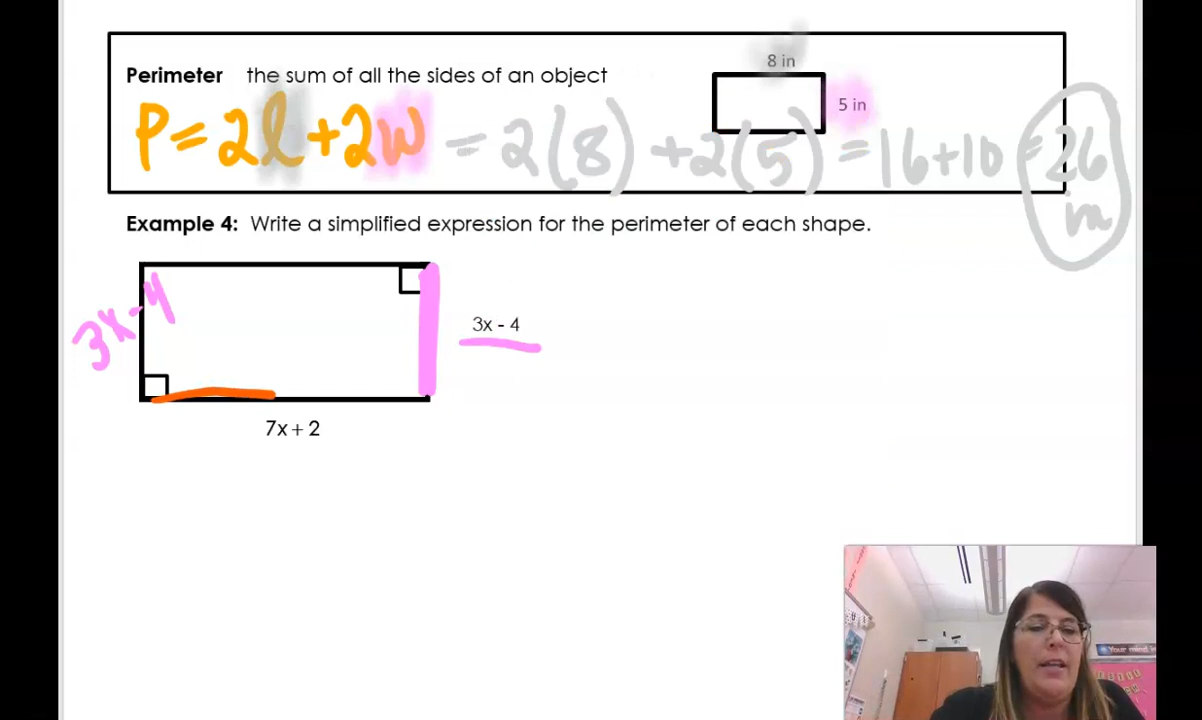 8 in
Perimeter the sum of all the sides of an object
5 in
P = 2l + 2w = 2(8) + 2(5) = 16 + 10 = 26 in
Example 4: Write a simplified expression for the perimeter of each shape.
3x - 4
3x - 4
7x + 2
Your mind